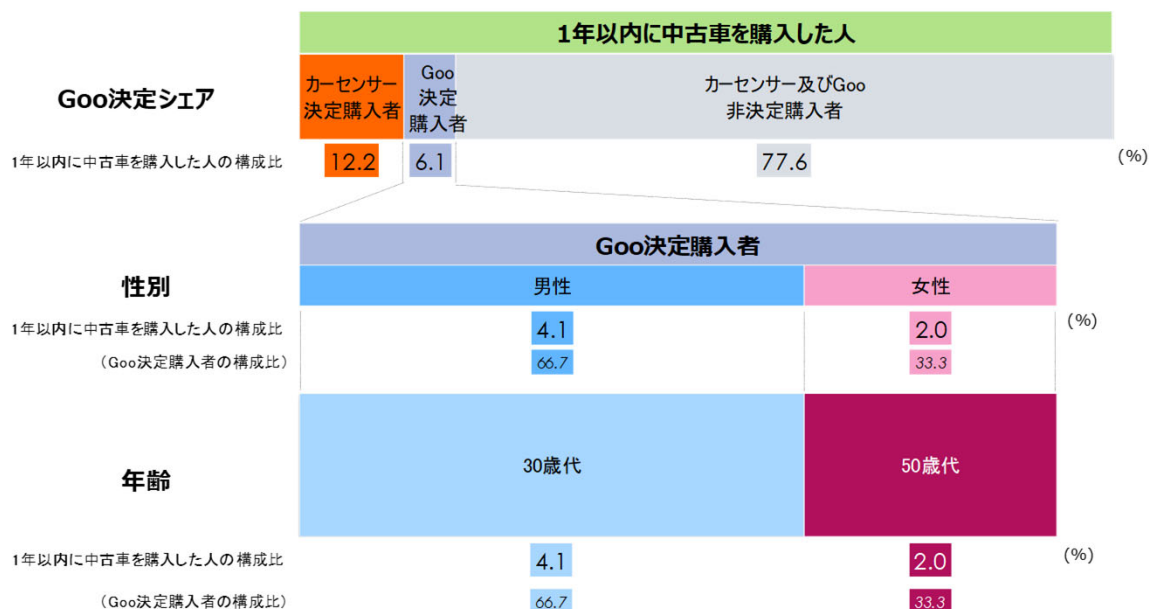 1年以内に中古車を購入した人
Goo決定シェア
カーセンサー
決定購入者
Goo
決定
購入者
カーセンサー及びGoo
非決定購入者
1年以内に中古車を購入した人の構成比
12.2
6.1
77.6
(%)
Goo決定購入者
性別
男性
女性
1年以内に中古車を購入した人の構成比
4.1
2.0
(%)
(Goo決定購入者の構成比)
66.7
33.3
年齢
30歳代
50歳代
1年以内に中古車を購入した人の構成比
4.1
2.0
(%)
(Goo決定購入者の構成比)
66.7
33.3